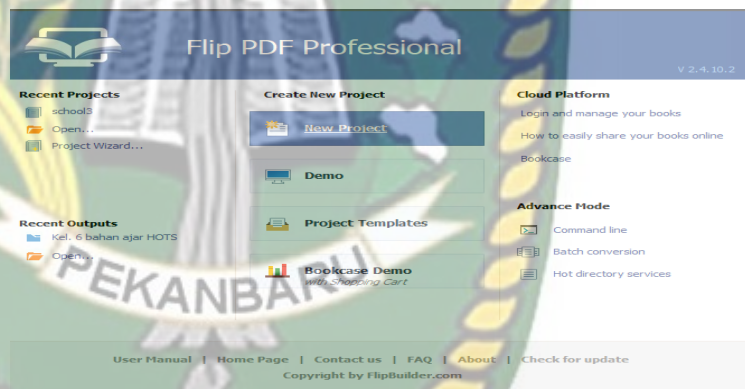 Flip PDF Professional
V 2.4.10.2
Recent Projects
school3
Open...
Project Wizard...
Recent Outputs
Kel. 6 bahan ajar HOTS
Open...
Create New Project
New Project
Demo
Project Templates
Bookcase Demo
with Shopping Cart
Cloud Platform
Login and manage your books
How to easily share your books online
Bookcase
Advance Mode
Command line
Batch conversion
Hot directory services
PEKANBARU
User Manual | Home Page | Contact us | FAQ | About | Check for update
Copyright by FlipBuilder.com